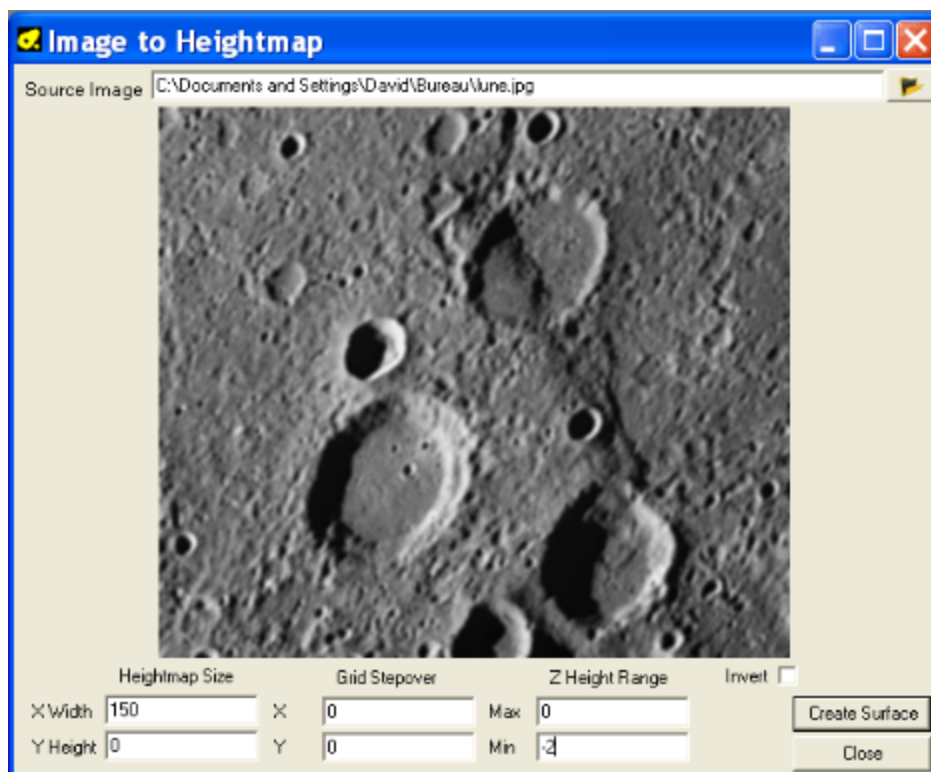 Image to Heightmap
Source Image C:\Documents and Settings\David\Bureau\lune.jpg
Heightmap Size Grid Stepover Z Height Range Invert
X Width 150 X 0 Max 0 Create Surface
Y Height 0 Y 0 Min -2 Close